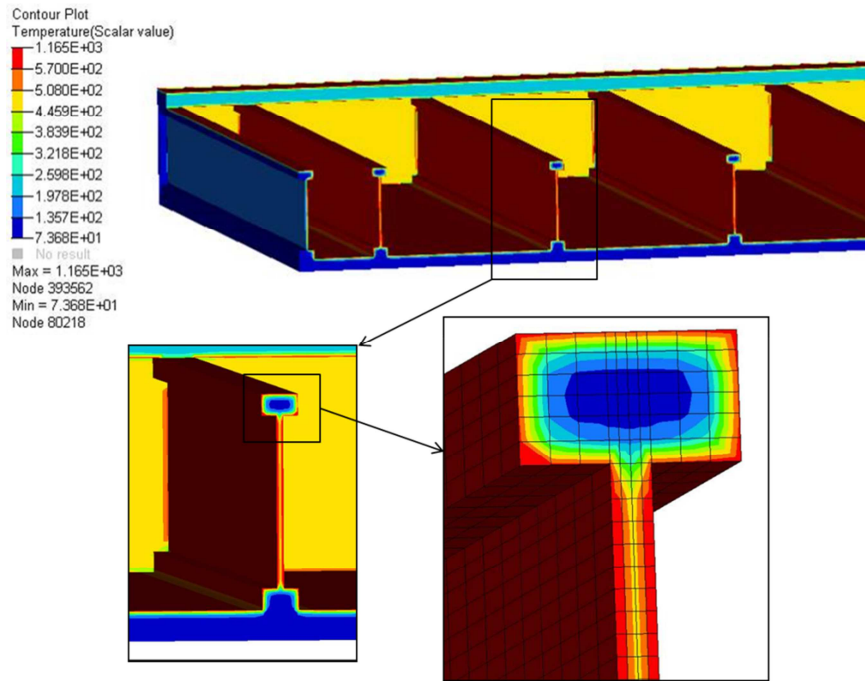 Contour Plot
Temperature(Scalar value)
1.165E+03
5.700E+02
5.080E+02
4.459E+02
3.839E+02
3.218E+02
2.598E+02
1.978E+02
1.357E+02
7.368E+01
No result
Max = 1.165E+03
Node 393562
Min = 7.368E+01
Node 80218